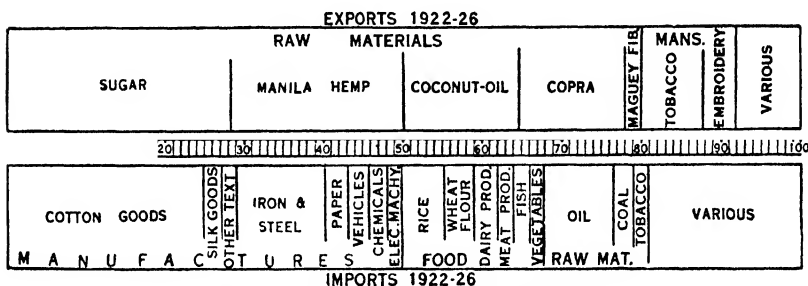 EXPORTS 1922-26
RAW MATERIALS
MANS.
SUGAR
MANILA HEMP
COCONUT-OIL
COPRA
MAGUEY FIB.
TOBACCO
EMBROIDERY
VARIOUS
20 30 40 50 60 70 80 90 100
COTTON GOODS
SILK GOODS
OTHER TEXT.
IRON &
STEEL
PAPER
VEHICLES
CHEMICALS
ELEC. MACHY.
RICE
WHEAT
FLOUR
DAIRY PROD.
MEAT PROD.
FISH
VEGETABLES
OIL
COAL
TOBACCO
VARIOUS
MANUFACTURES
FOOD
RAW MAT.
IMPORTS 1922-26